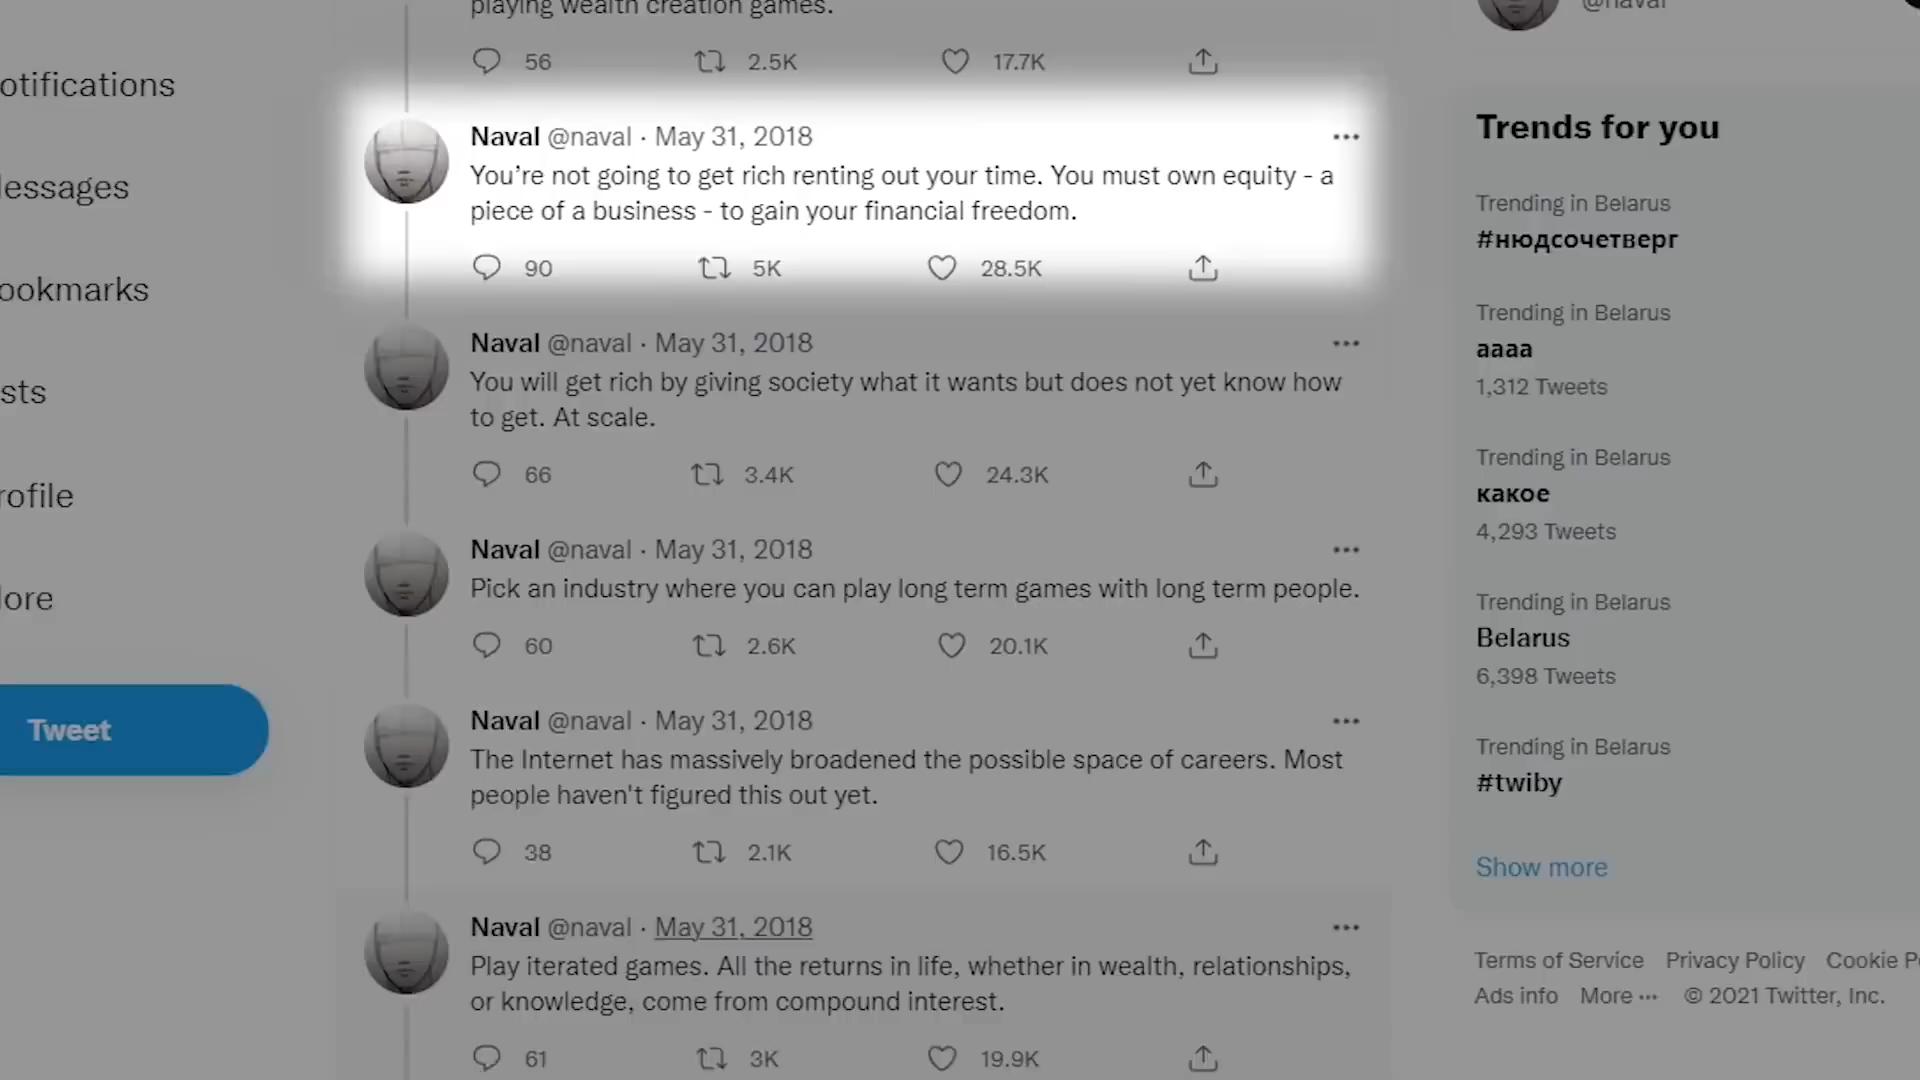 playing wealth creation games.
56 2.5K 17.7K
Naval @naval · May 31, 2018
You’re not going to get rich renting out your time. You must own equity - a
piece of a business - to gain your financial freedom.
90 5K 28.5K
Naval @naval · May 31, 2018
You will get rich by giving society what it wants but does not yet know how
to get. At scale.
66 3.4K 24.3K
Naval @naval · May 31, 2018
Pick an industry where you can play long term games with long term people.
60 2.6K 20.1K
Naval @naval · May 31, 2018
The Internet has massively broadened the possible space of careers. Most
people haven't figured this out yet.
38 2.1K 16.5K
Naval @naval · May 31, 2018
Play iterated games. All the returns in life, whether in wealth, relationships,
or knowledge, come from compound interest.
61 3K 19.9K
otifications
essages
ookmarks
sts
rofile
ore
Tweet
@naval
Trends for you
Trending in Belarus
#нюдсочетверг
Trending in Belarus
аааа
1,312 Tweets
Trending in Belarus
какое
4,293 Tweets
Trending in Belarus
Belarus
6,398 Tweets
Trending in Belarus
#twiby
Show more
Terms of Service Privacy Policy Cookie P
Ads info More ··· © 2021 Twitter, Inc.